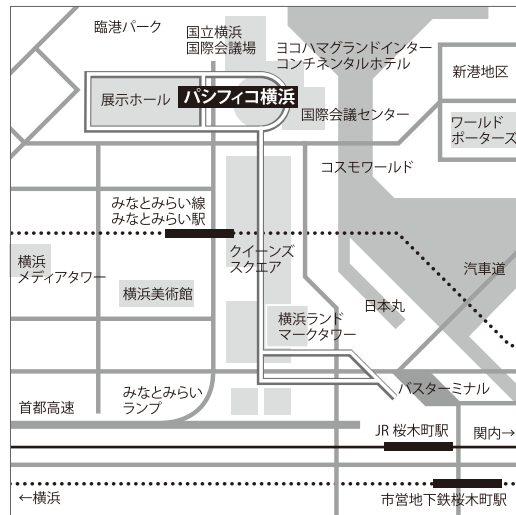 臨港パーク
国立横浜
国際会議場
ヨコハマグランドインター
コンチネンタルホテル
新港地区
展示ホール
パシフィコ横浜
国際会議センター
ワールド
ポーターズ
コスモワールド
みなとみらい線
みなとみらい駅
クイーンズ
スクエア
横浜
メディアタワー
汽車道
横浜美術館
日本丸
横浜ランド
マークタワー
みなとみらい
ランプ
バスターミナル
首都高速
JR 桜木町駅
関内→
←横浜
市営地下鉄桜木町駅